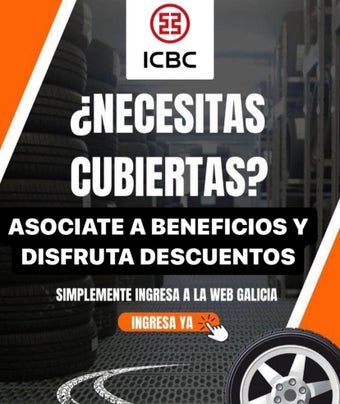 ICBC
¿NECESITAS
CUBIERTAS?
ASOCIATE A BENEFICIOS Y
DISFRUTA DESCUENTOS
SIMPLEMENTE INGRESA A LA WEB GALICIA
INGRESA YA